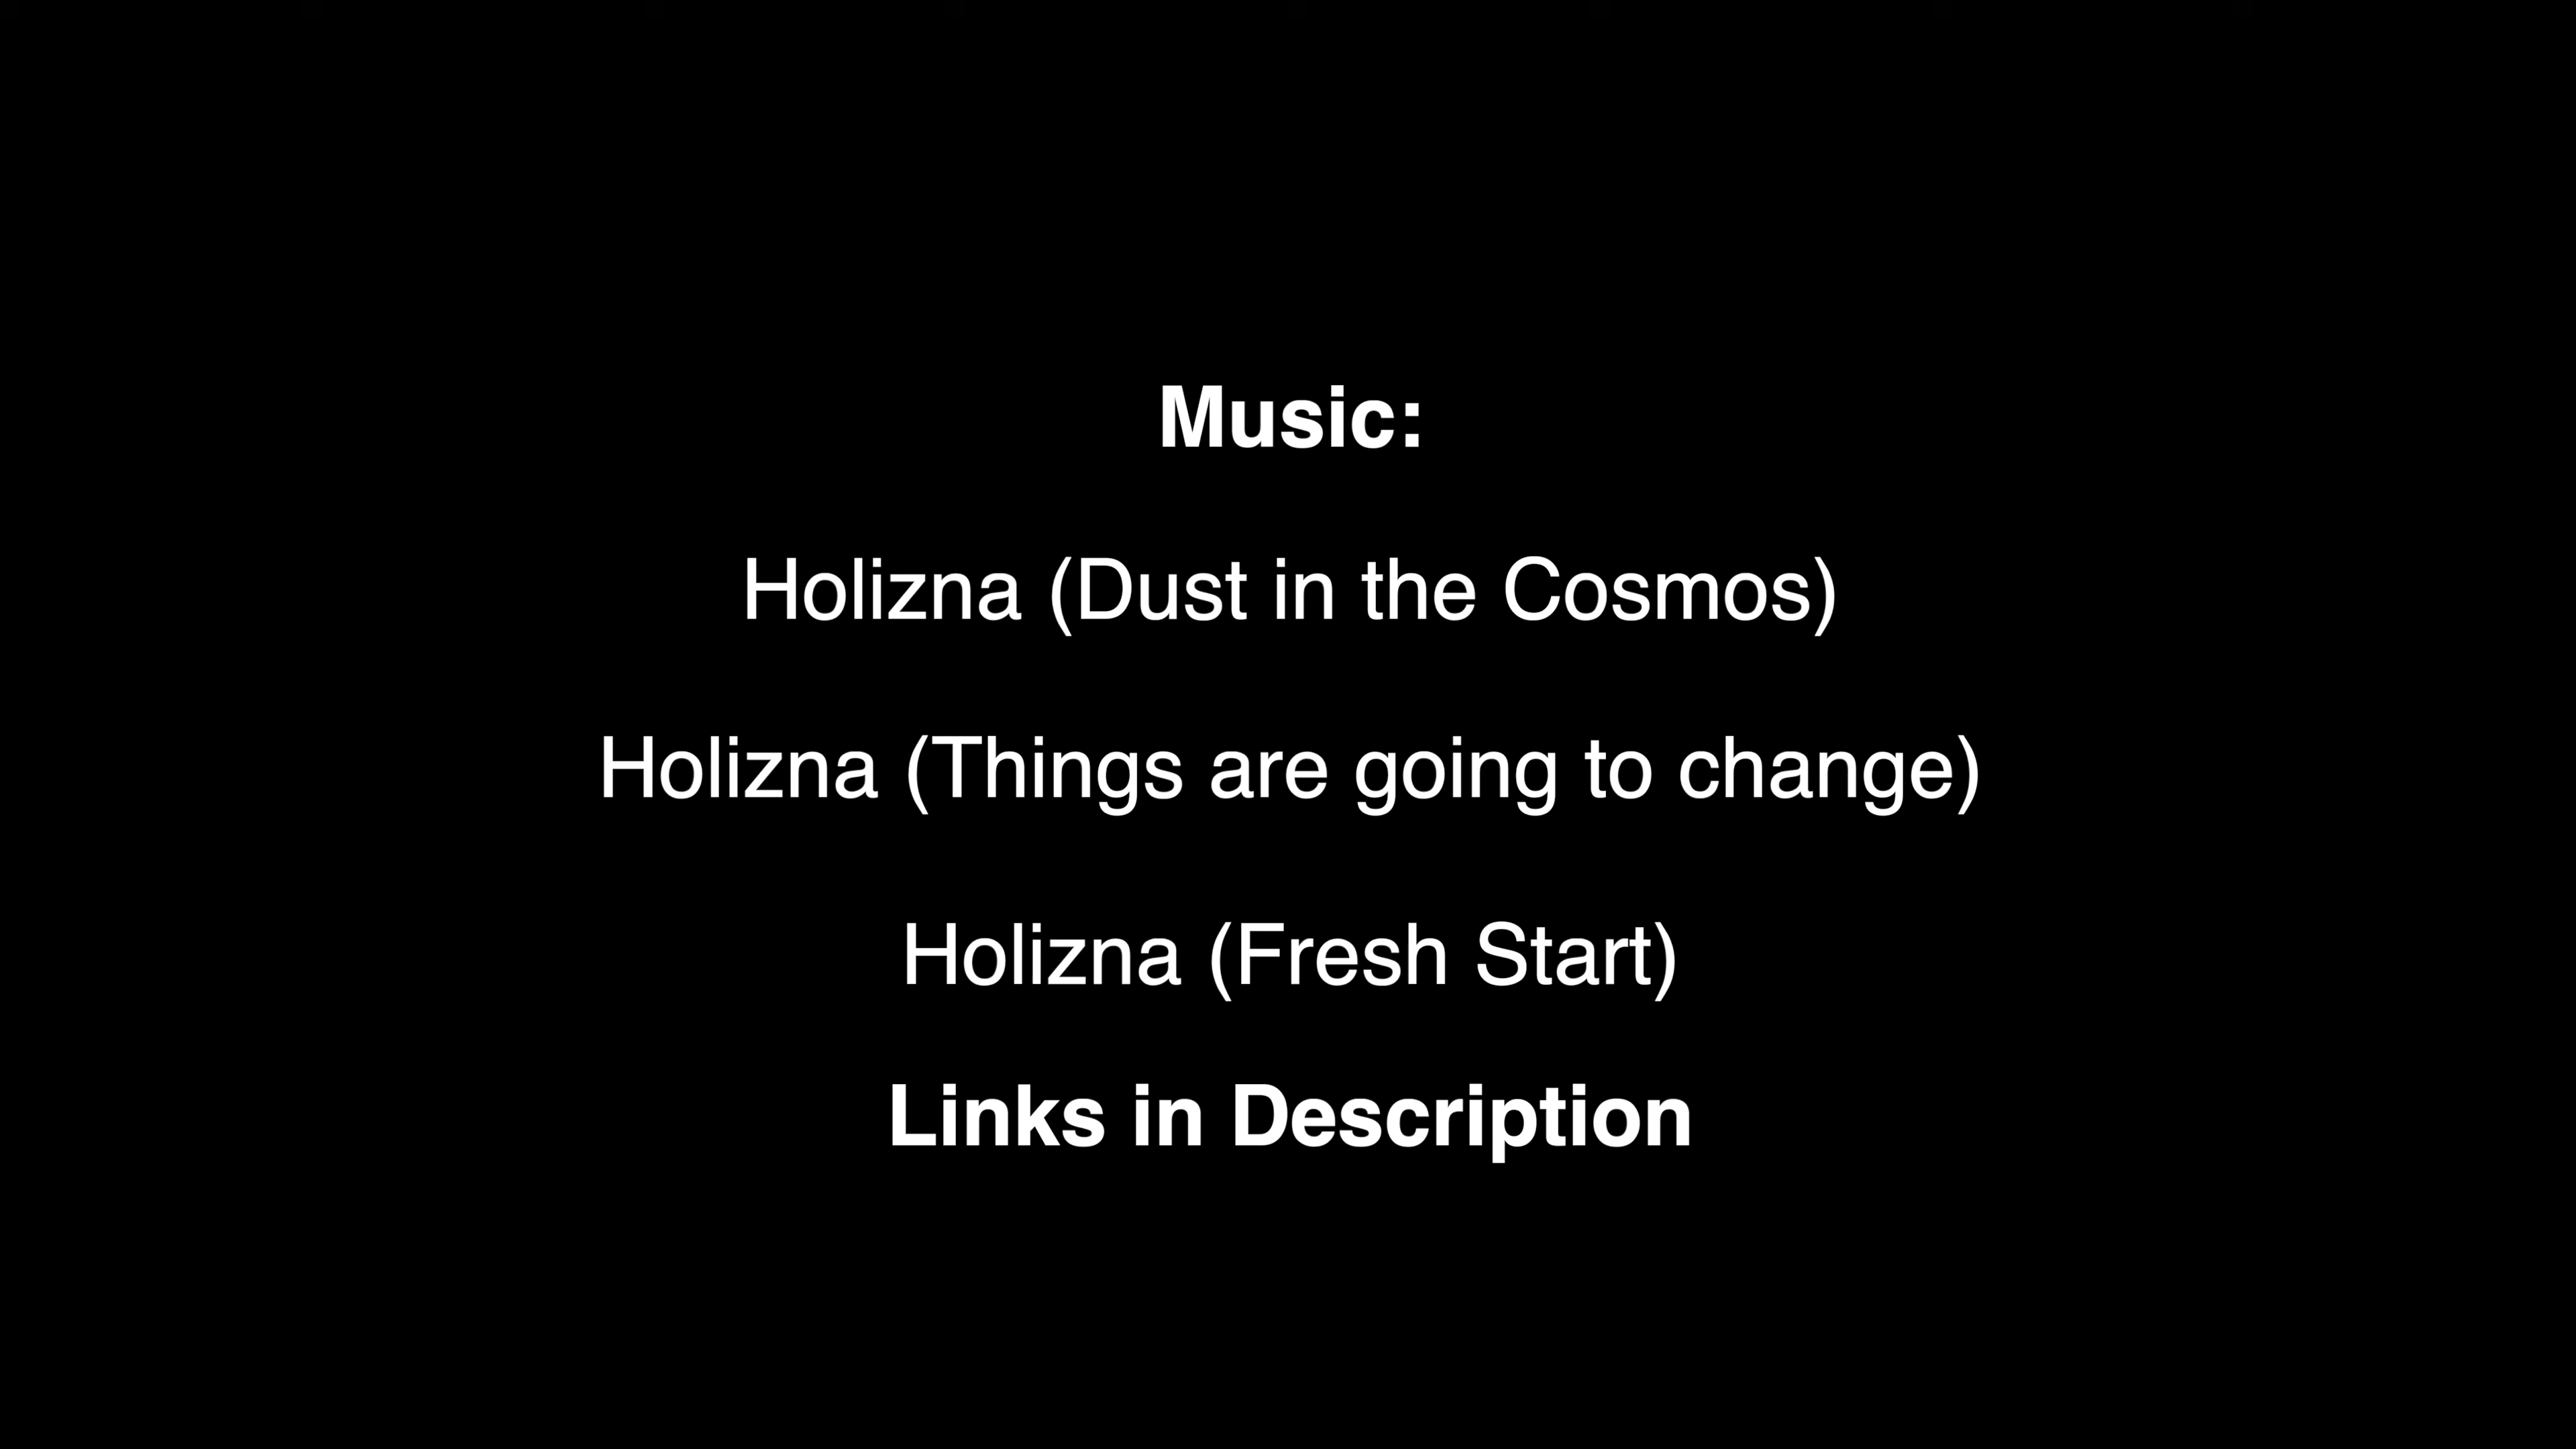 Music:
Holizna (Dust in the Cosmos)
Holizna (Things are going to change)
Holizna (Fresh Start)
Links in Description